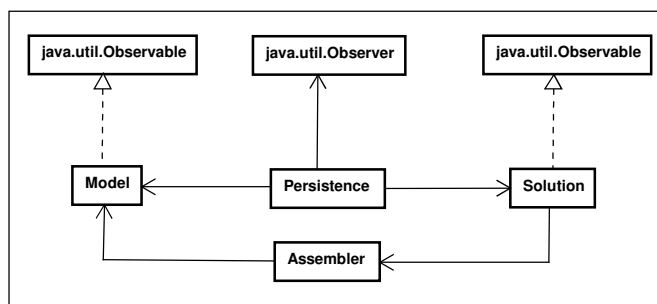 java.util.Observable
java.util.Observer
java.util.Observable
Model
Persistence
Solution
Assembler